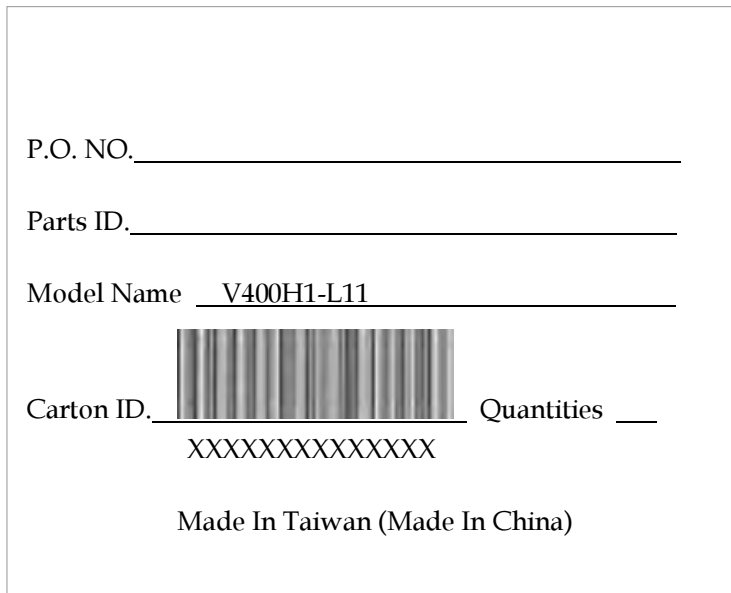 P.O. NO.
Parts ID.
Model Name V400H1-L11
Carton ID. Quantities
XXXXXXXXXXXXXX
Made In Taiwan (Made In China)